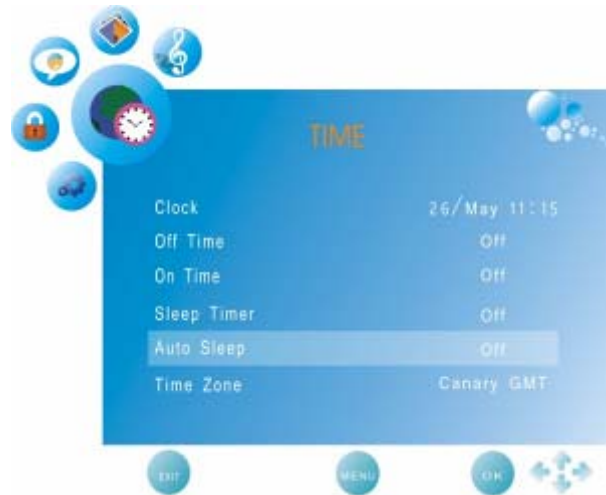 TIME
Clock 26/May 11:15
Off Time Off
On Time Off
Sleep Timer Off
Auto Sleep Off
Time Zone Canary GMT
EXIT MENU OK